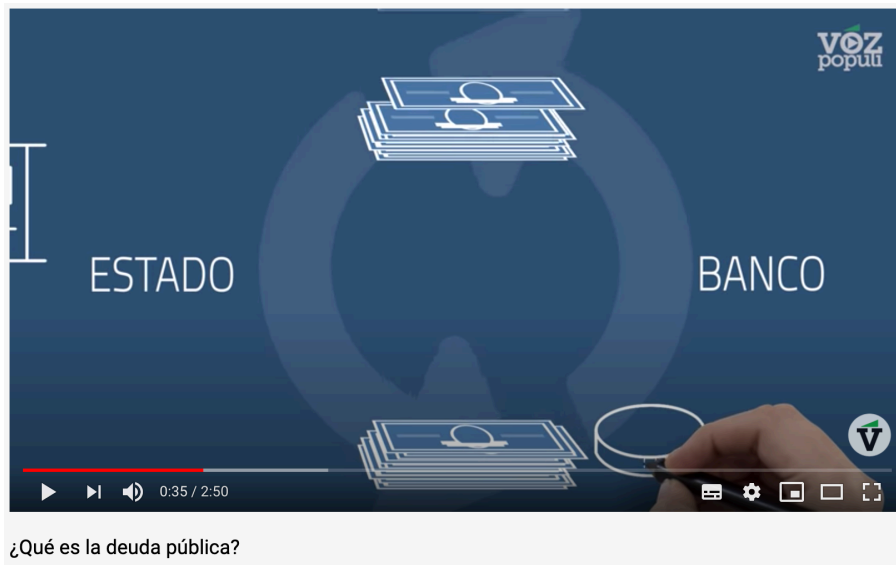 VOZ
populi
ESTADO
BANCO
V
0:35 / 2:50
¿Qué es la deuda pública?